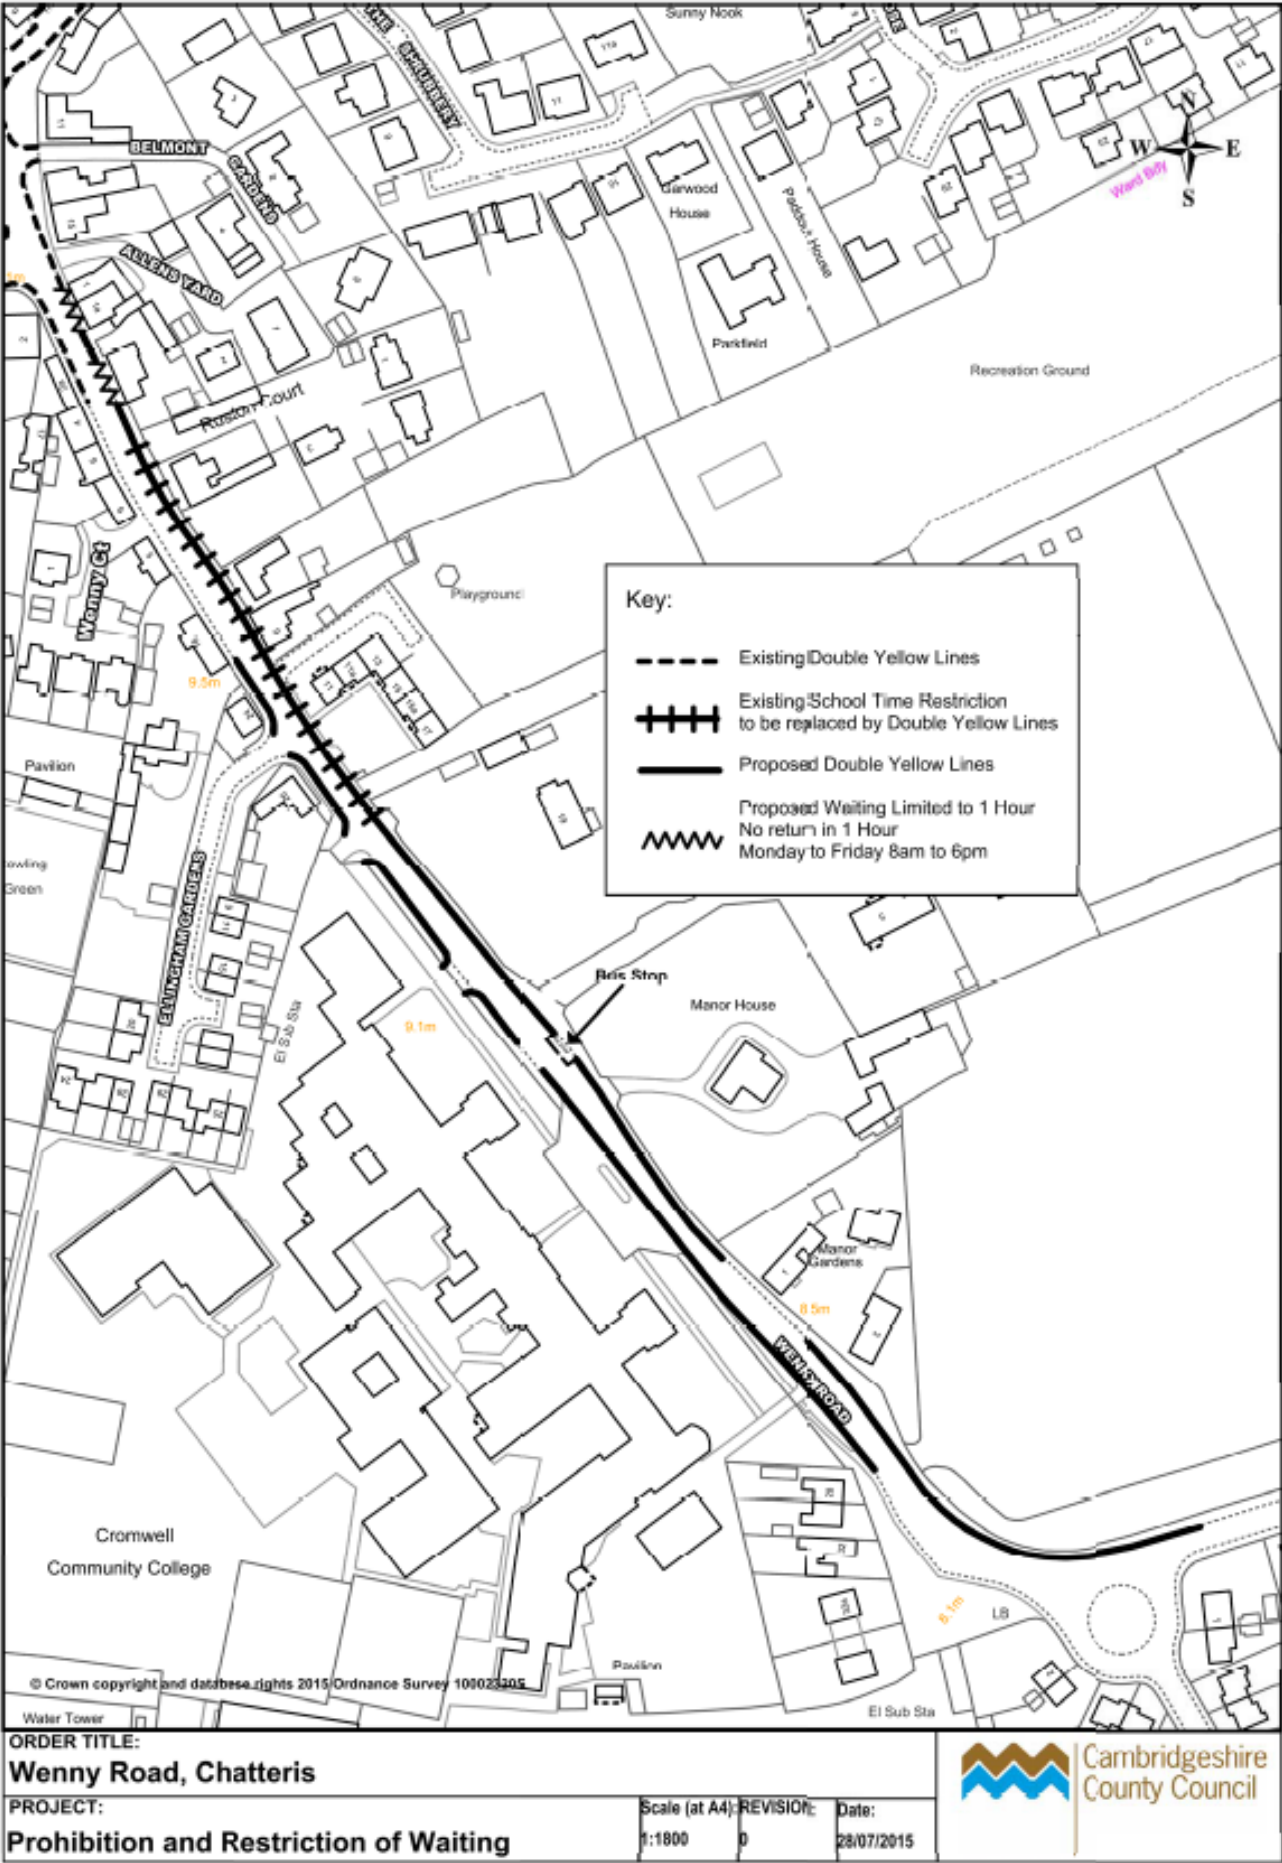 Sunny Nook
THE SHRUBBERY
BELMONT
GARDENS
ALLENS YARD
Garwood
House
Paddock House
Parkfield
Ward Bdy
N
W E
S
Recreation Ground
Ruston Court
Wenny Ct
Playground
9.5m
Pavilion
Green
ELLINGHAM GARDENS
El Sub Sta
9.1m
Key:
Existing Double Yellow Lines
Existing School Time Restriction
to be replaced by Double Yellow Lines
Proposed Double Yellow Lines
Proposed Waiting Limited to 1 Hour
No return in 1 Hour
Monday to Friday 8am to 6pm
Bus Stop
Manor House
Manor
Gardens
8.5m
WENNY ROAD
Cromwell
Community College
LB
Pavilion
El Sub Sta
Water Tower
© Crown copyright and database rights 2015 Ordnance Survey
ORDER TITLE:
Wenny Road, Chatteris
PROJECT:
Prohibition and Restriction of Waiting
Scale (at A4):
1:1800
REVISION:
0
Date:
28/07/2015
Cambridgeshire
County Council